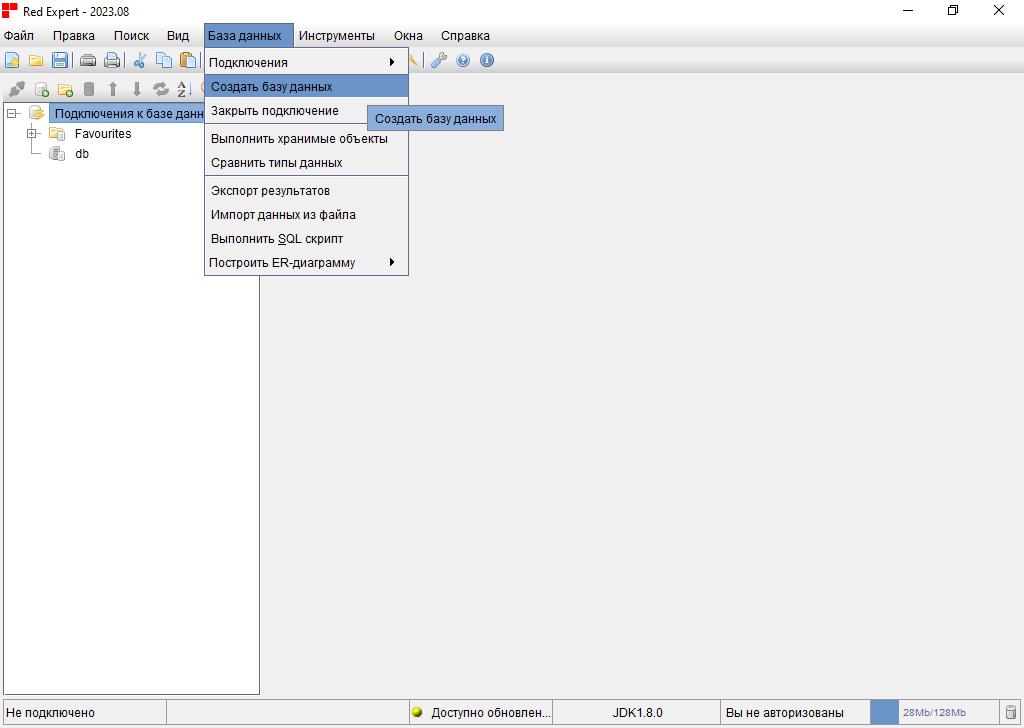 Red Expert - 2023.08
Файл Правка Поиск Вид База данных Инструменты Окна Справка
Подключения
Создать базу данных
Закрыть подключение
Создать базу данных
Выполнить хранимые объекты
Сравнить типы данных
Экспорт результатов
Импорт данных из файла
Выполнить SQL скрипт
Построить ER-диаграмму
Подключения к базе данн
Favourites
db
Не подключено Доступно обновлен... JDK1.8.0 Вы не авторизованы 28Mb/128Mb